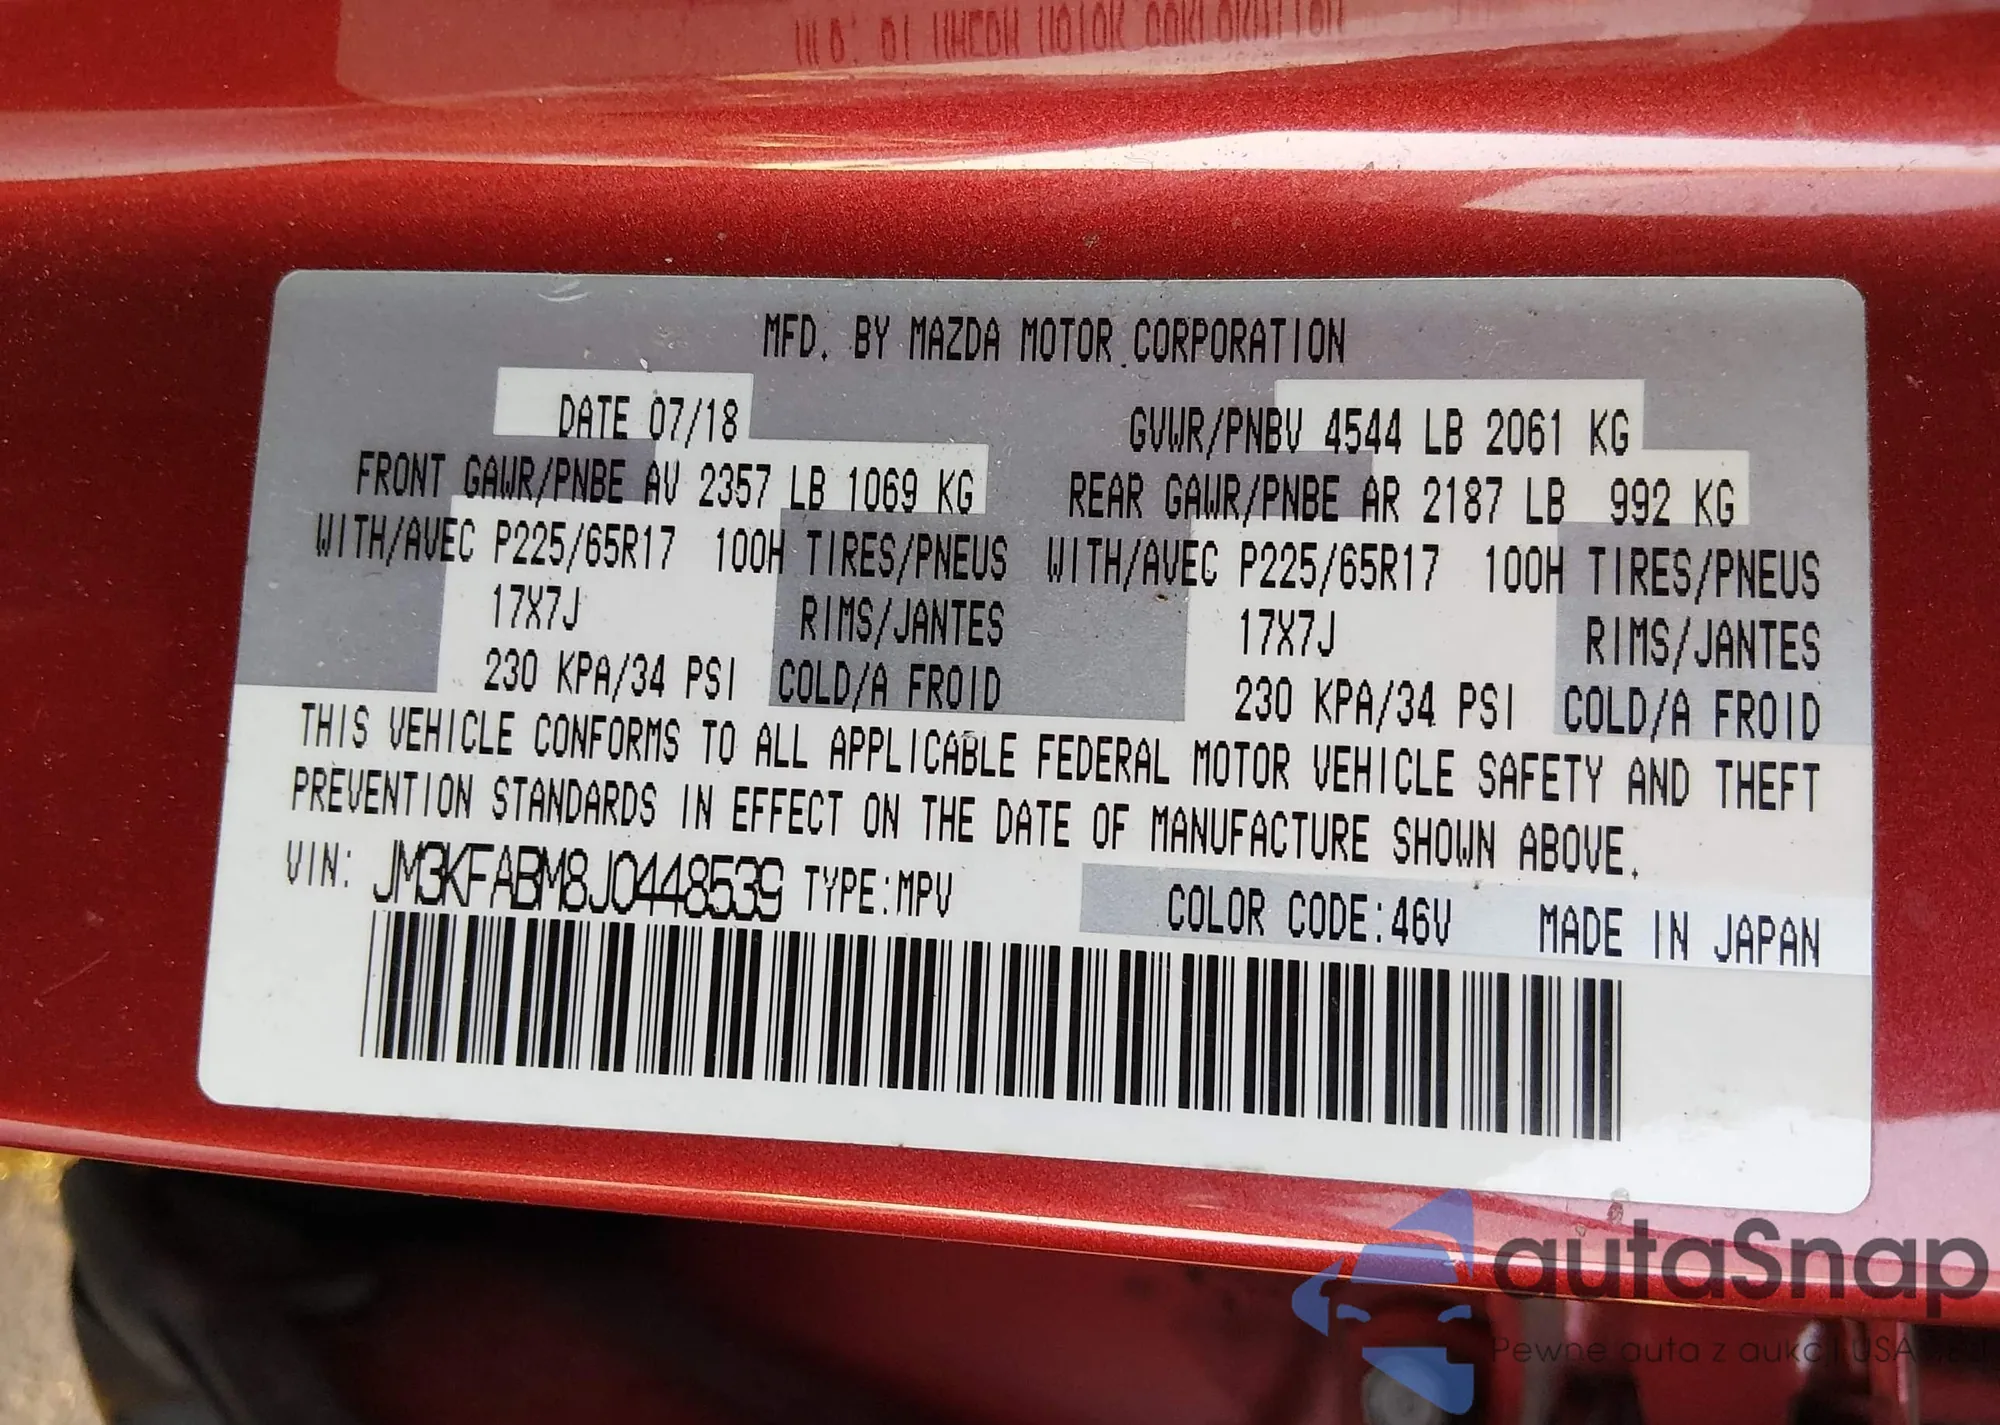 MFD. BY MAZDA MOTOR CORPORATION
DATE 07/18 GVWR/PNBV 4544 LB 2061 KG
FRONT GAWR/PNBE AV 2357 LB 1069 KG REAR GAWR/PNBE AR 2187 LB 992 KG
WITH/AVEC P225/65R17 100H TIRES/PNEUS WITH/AVEC P225/65R17 100H TIRES/PNEUS
17X7J RIMS/JANTES 17X7J RIMS/JANTES
230 KPA/34 PSI COLD/A FROID 230 KPA/34 PSI COLD/A FROID
THIS VEHICLE CONFORMS TO ALL APPLICABLE FEDERAL MOTOR VEHICLE SAFETY AND THEFT
PREVENTION STANDARDS IN EFFECT ON THE DATE OF MANUFACTURE SHOWN ABOVE.
VIN: JM3KFABM8J0448539 TYPE:MPV COLOR CODE:46V MADE IN JAPAN
autaSnap
Pewne auta z aukcji USA